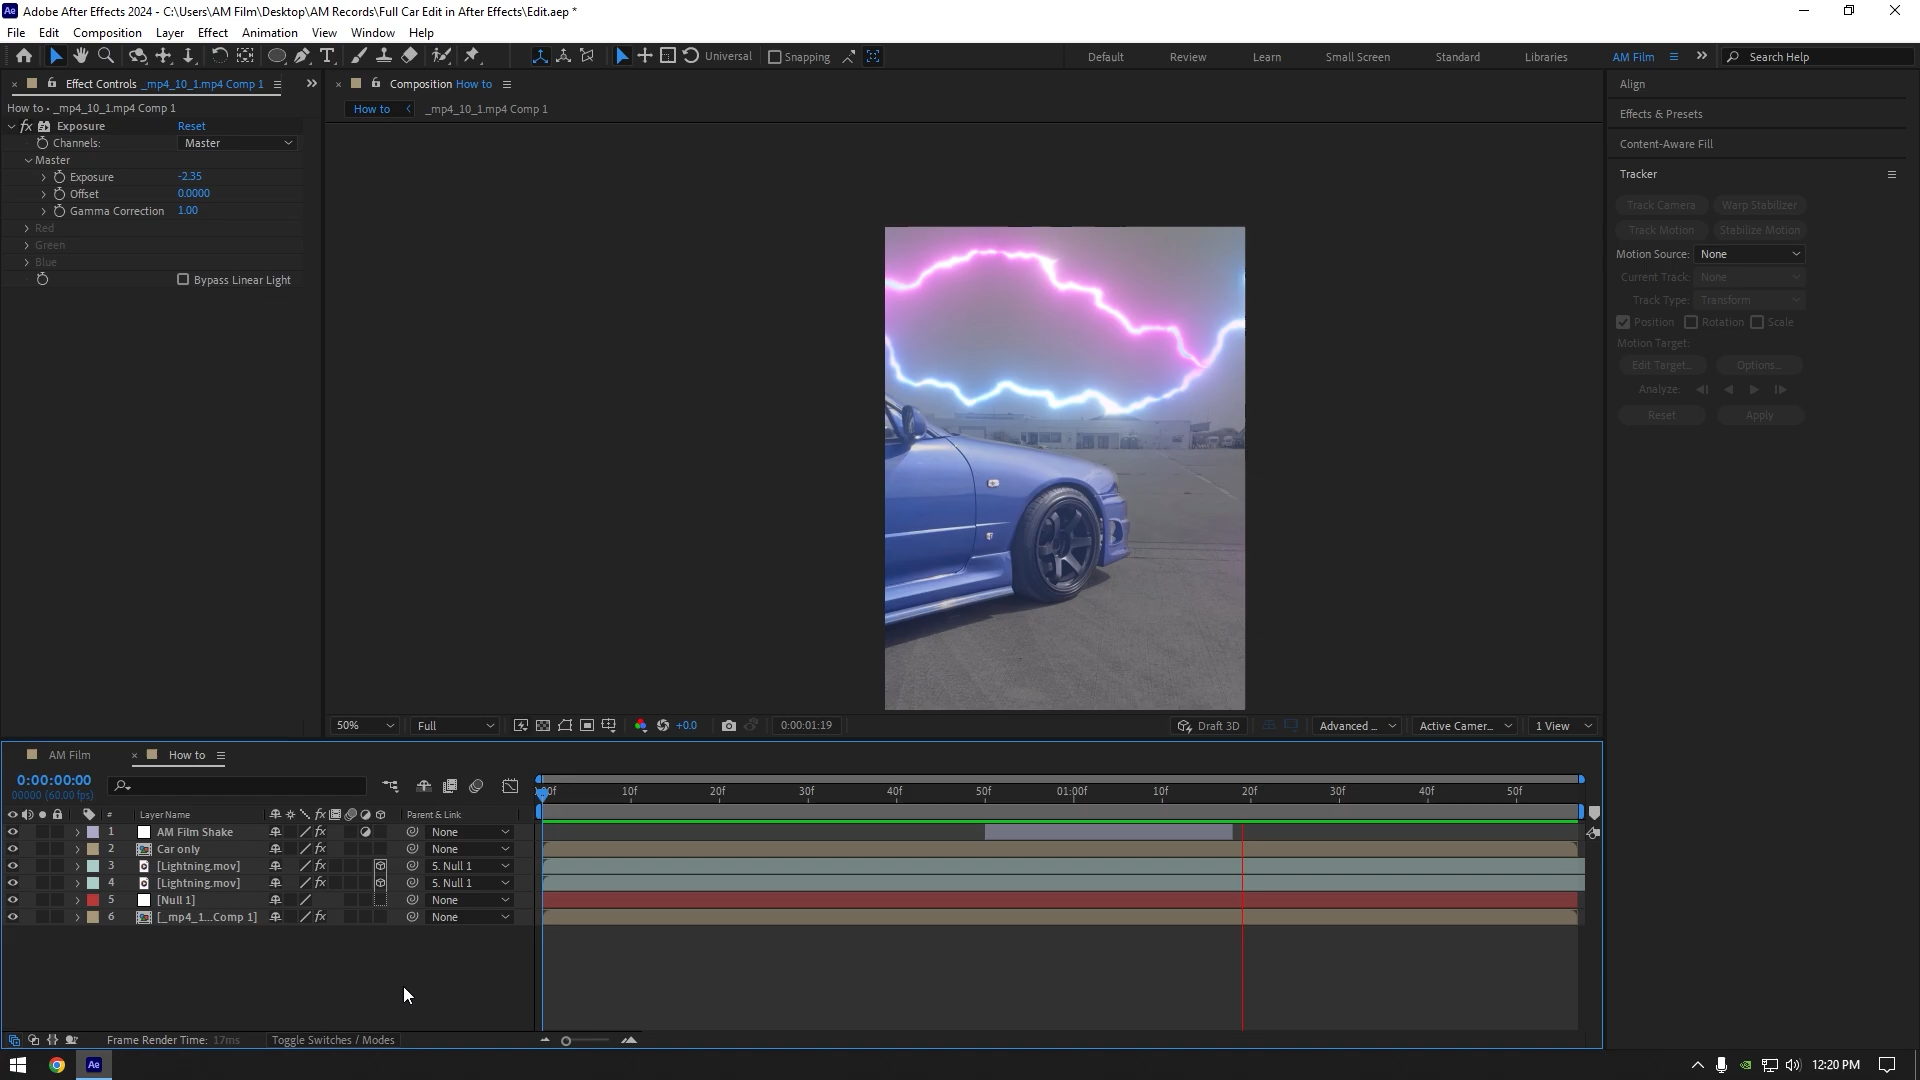 Adobe After Effects 2024 - C:\Users\AM Film\Desktop\AM Records\Full Car Edit in After Effects\Edit.aep *
File Edit Composition Layer Effect Animation View Window Help
Universal Snapping Default Review Learn Small Screen Standard Libraries AM Film Search Help
Effect Controls _mp4_10_1.mp4 Comp 1
Composition How to
Align
How to • _mp4_10_1.mp4 Comp 1
How to _mp4_10_1.mp4 Comp 1
Effects & Presets
fx Exposure Reset
Channels: Master
Content-Aware Fill
Master
Exposure -2.35
Tracker
Offset 0.0000
Gamma Correction 1.00
Track Camera Warp Stabilizer
Red
Track Motion Stabilize Motion
Green
Motion Source: None
Blue
Current Track: None
Bypass Linear Light
Track Type: Transform
Position Rotation Scale
Motion Target:
Edit Target... Options...
Analyze:
Reset Apply
50% Full +0.0 0:00:01:19 Draft 3D Advanced ... Active Camer... 1 View
AM Film How to
0:00:00:00
00000 (60.00 fps)
:00f 10f 20f 30f 40f 50f 01:00f 10f 20f 30f 40f 50f
# Layer Name fx Parent & Link
1 AM Film Shake fx None
2 Car only fx None
3 [Lightning.mov] fx 5. Null 1
4 [Lightning.mov] fx 5. Null 1
5 [Null 1] None
6 [_mp4_1...Comp 1] fx None
Frame Render Time: 17ms Toggle Switches / Modes
Ae 12:20 PM